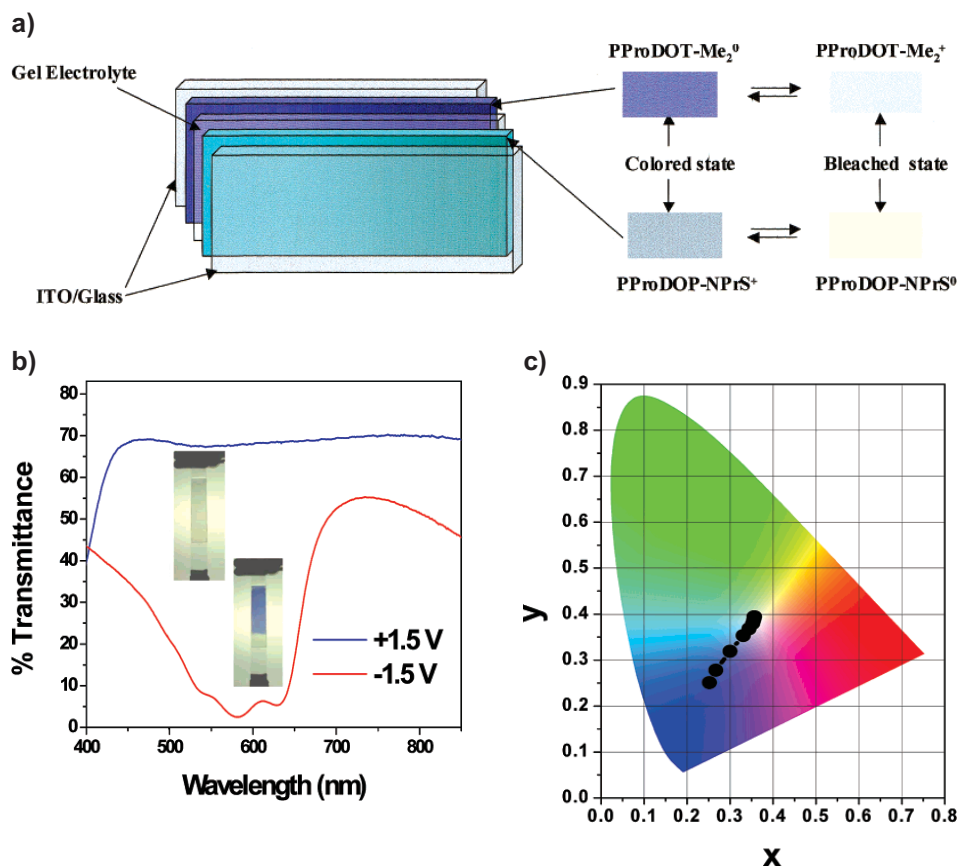 a)
Gel Electrolyte
ITO/Glass
PProDOT-Me₂⁰
PProDOT-Me₂⁺
Colored state
Bleached state
PProDOP-NPrS⁺
PProDOP-NPrS⁰
b)
% Transmittance
80
70
60
50
40
30
20
10
0
400
500
600
700
800
Wavelength (nm)
+1.5 V
-1.5 V
c)
y
0.9
0.8
0.7
0.6
0.5
0.4
0.3
0.2
0.1
0.0
0.0 0.1 0.2 0.3 0.4 0.5 0.6 0.7 0.8
x